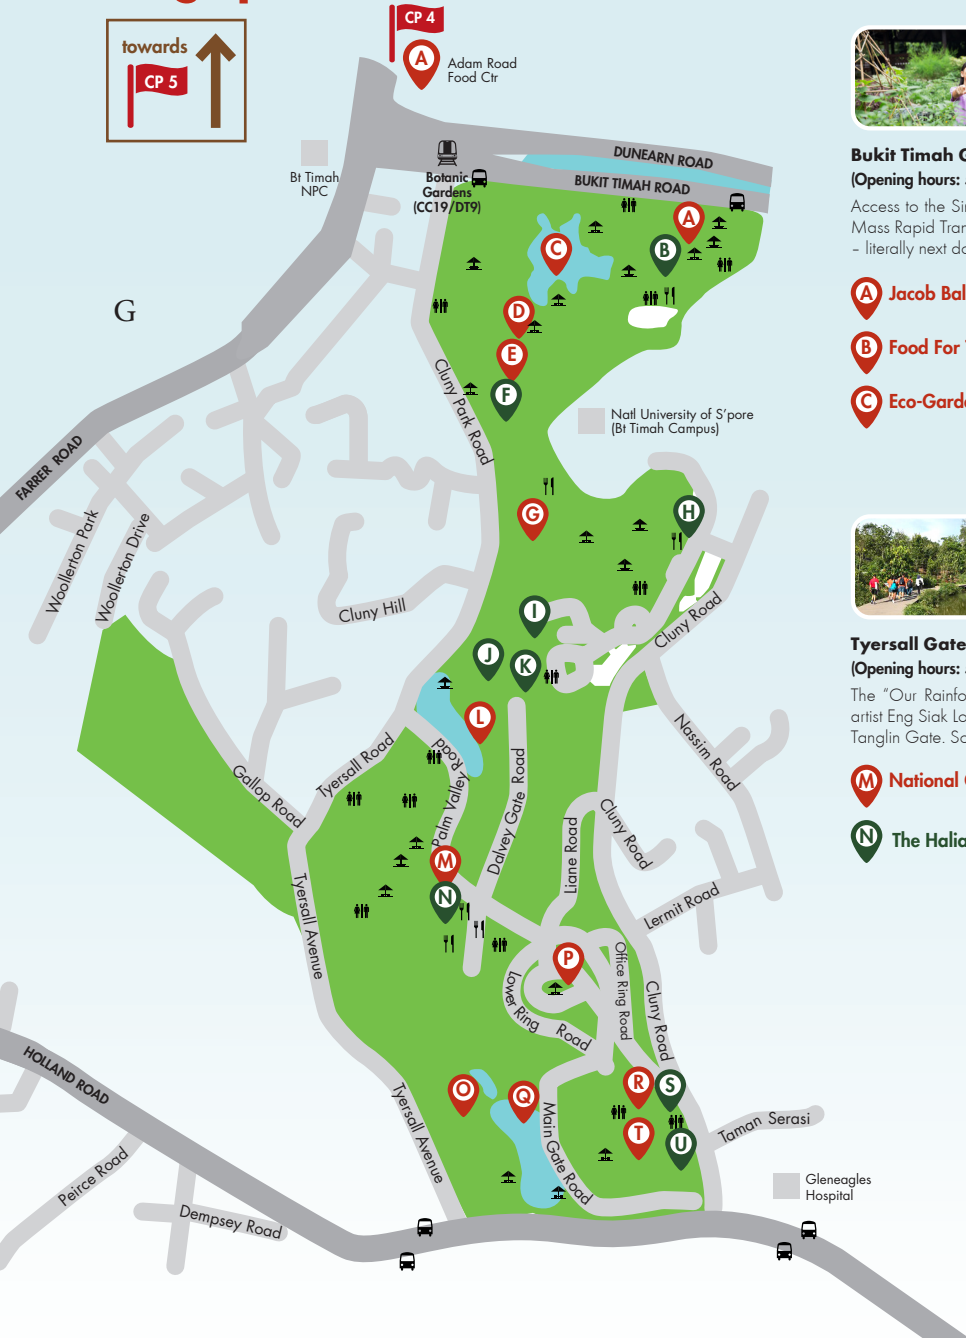 towards
CP 5
CP 4
A
Adam Road
Food Ctr
Bt Timah
NPC
Botanic
Gardens
(CC19/DT9)
DUNEARN ROAD
BUKIT TIMAH ROAD
A
B
C
D
E
F
G
Cluny Park Road
Natl University of S'pore
(Bt Timah Campus)
FARRER ROAD
Woollerton Park
Woollerton Drive
G
H
Cluny Hill
I
Cluny Road
J
K
L
Nassim Road
Gallop Road
Tyersall Road
Palm Valley Road
Dalvey Gate Road
Liane Road
Cluny Road
M
N
Lermit Road
Tyersall Avenue
P
Lower Ring Road
Office Ring Road
Cluny Road
HOLLAND ROAD
O
Q
R
S
T
U
Tyersall Avenue
Main Gate Road
Taman Serasi
Peirce Road
Dempsey Road
Gleneagles
Hospital
Bukit Timah G
(Opening hours:
Access to the Sin
Mass Rapid Tran
– literally next do
A Jacob Bal
B Food For
C Eco-Garde
Tyersall Gate
(Opening hours:
The "Our Rainfo
artist Eng Siak Lo
Tanglin Gate. So
M National
N The Halia